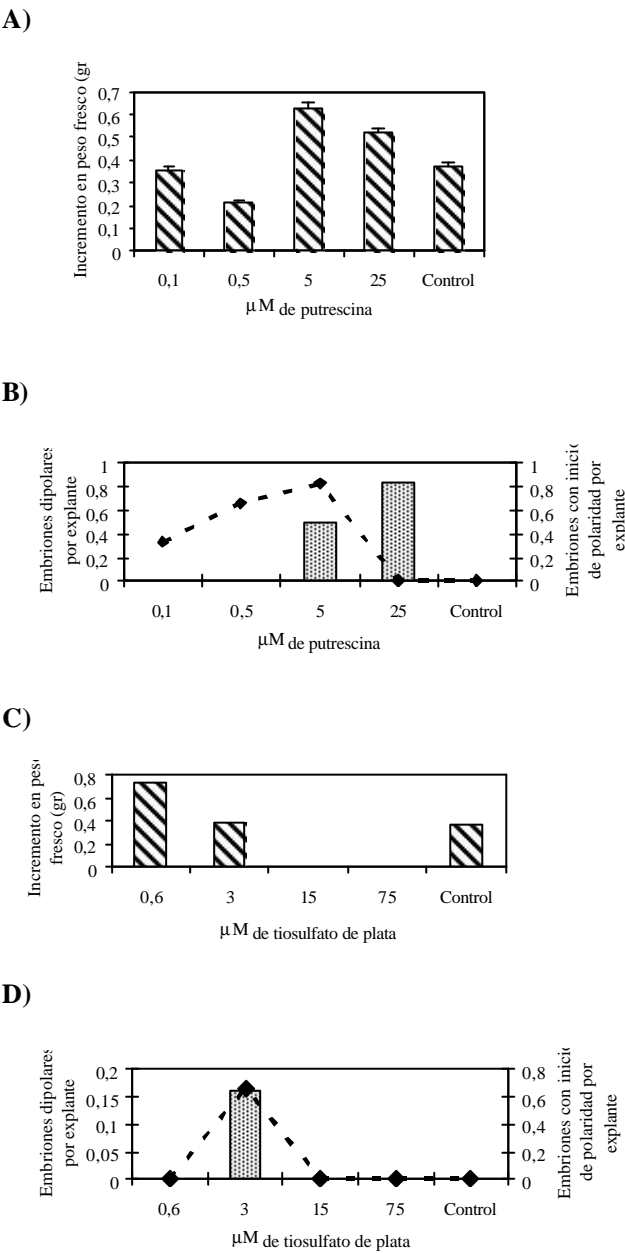 A)
Incremento en peso fresco (gr
0,7
0,6
0,5
0,4
0,3
0,2
0,1
0
0,1 0,5 5 25 Control
µM de putrescina
B)
Embriones dipolares
por explante
1
0,8
0,6
0,4
0,2
0
1
0,8
0,6
0,4
0,2
0
Embriones con inici
de polaridad por
explante
0,1 0,5 5 25 Control
µM de putrescina
C)
Incremento en pes
fresco (gr)
0,8
0,6
0,4
0,2
0
0,6 3 15 75 Control
µM de tiosulfato de plata
D)
Embriones dipolares
por explante
0,2
0,15
0,1
0,05
0
0,8
0,6
0,4
0,2
0
Embriones con inici
de polaridad por
explante
0,6 3 15 75 Control
µM de tiosulfato de plata